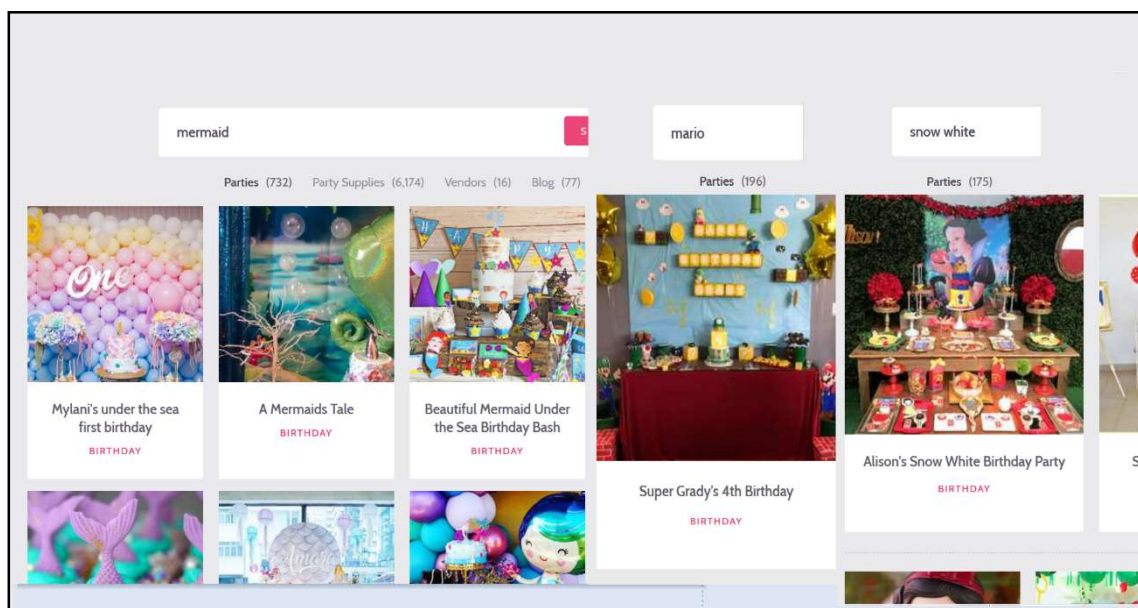 mermaid
S
mario
snow white
Parties (732) Party Supplies (6,174) Vendors (16) Blog (77)
Parties (196)
Parties (175)
One
Mylani's under the sea
first birthday
BIRTHDAY
A Mermaids Tale
BIRTHDAY
Beautiful Mermaid Under
the Sea Birthday Bash
BIRTHDAY
Super Grady's 4th Birthday
BIRTHDAY
Alison's Snow White Birthday Party
BIRTHDAY
S